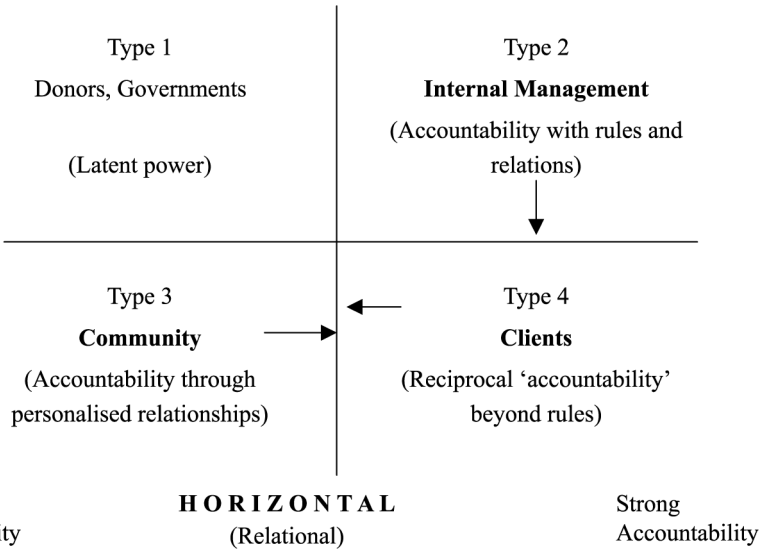 Type 1
Donors, Governments
(Latent power)
Type 2
Internal Management
(Accountability with rules and
relations)
Type 3
Community
(Accountability through
personalised relationships)
Type 4
Clients
(Reciprocal ‘accountability’
beyond rules)
HORIZONTAL
(Relational)
Strong
Accountability